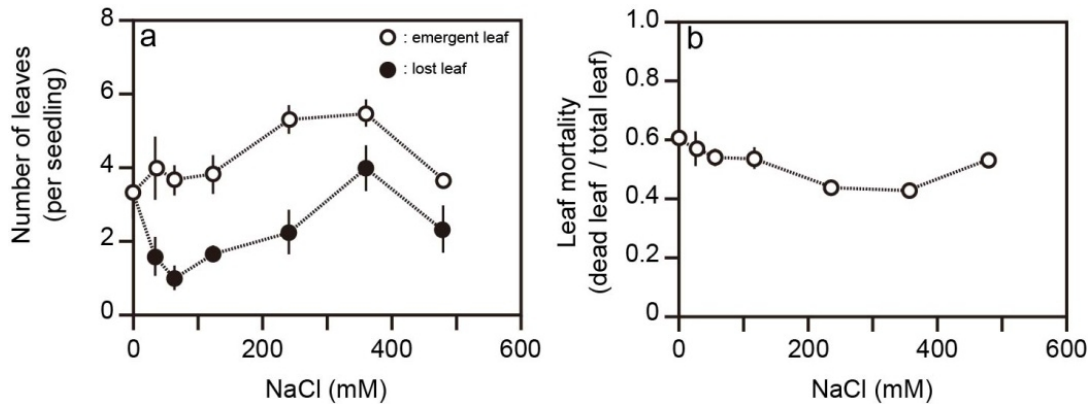 a
: emergent leaf
: lost leaf
Number of leaves
(per seedling)
8
6
4
2
0
0
200
400
600
NaCl (mM)
b
Leaf mortality
(dead leaf / total leaf)
1.0
0.8
0.6
0.4
0.2
0
0
200
400
600
NaCl (mM)